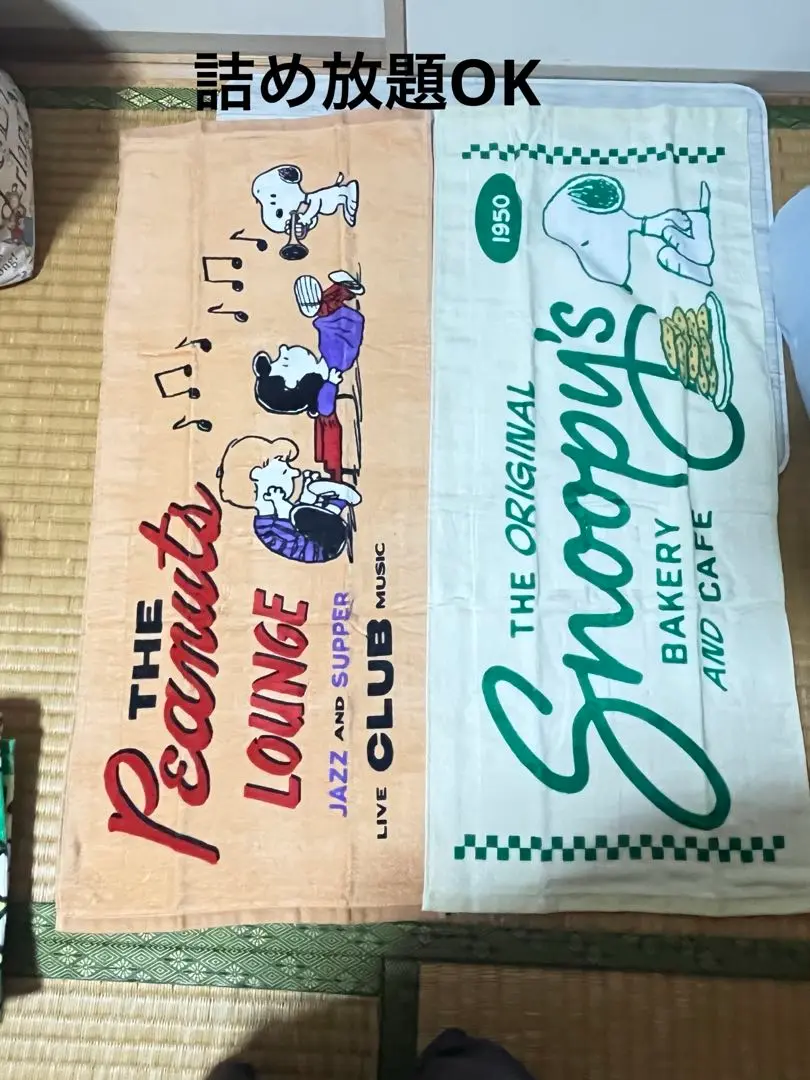 詰め放題OK
THE
Peanuts
LOUNGE
JAZZ AND SUPPER
LIVE CLUB MUSIC
1950
THE ORIGINAL
Snoopy's
BAKERY
AND CAFE